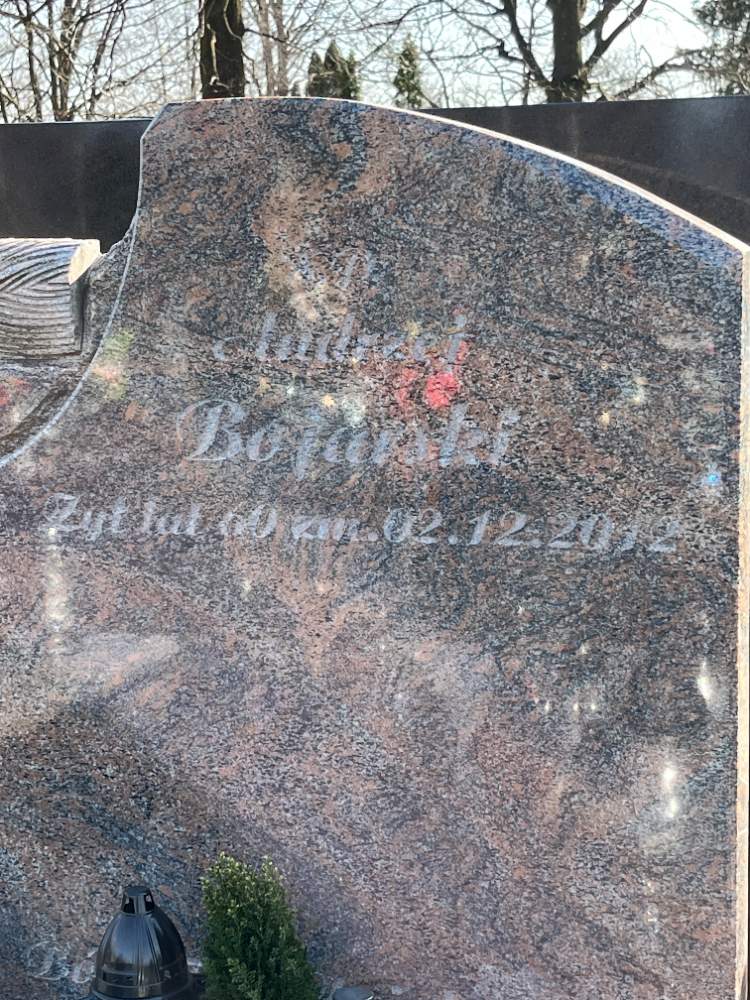 Ś.P.
Andrzej
Bojarski
Żył lat 60 zm. 02.12.2012